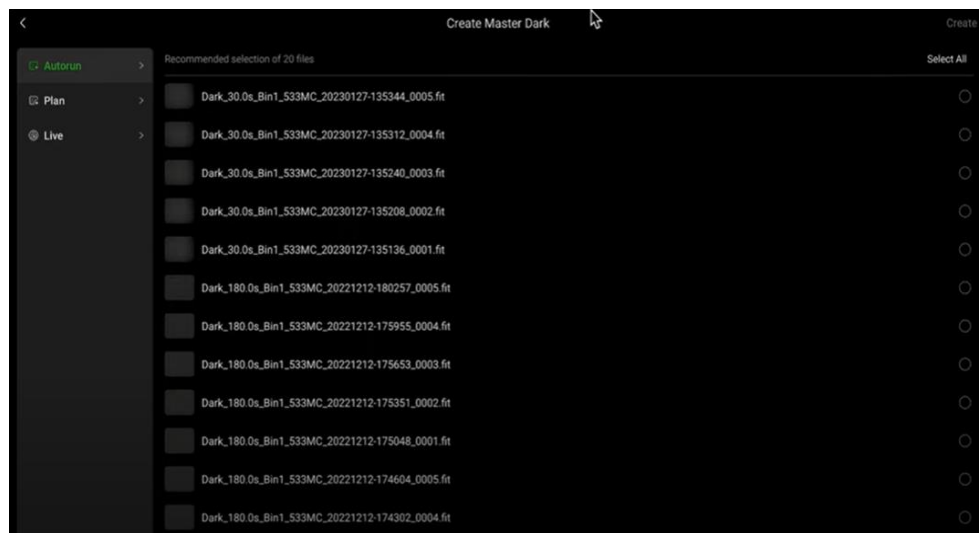 Create Master Dark
Create
Autorun
Plan
Live
Recommended selection of 20 files
Select All
Dark_30.0s_Bin1_533MC_20230127-135344_0005.fit
Dark_30.0s_Bin1_533MC_20230127-135312_0004.fit
Dark_30.0s_Bin1_533MC_20230127-135240_0003.fit
Dark_30.0s_Bin1_533MC_20230127-135208_0002.fit
Dark_30.0s_Bin1_533MC_20230127-135136_0001.fit
Dark_180.0s_Bin1_533MC_20221212-180257_0005.fit
Dark_180.0s_Bin1_533MC_20221212-175955_0004.fit
Dark_180.0s_Bin1_533MC_20221212-175653_0003.fit
Dark_180.0s_Bin1_533MC_20221212-175351_0002.fit
Dark_180.0s_Bin1_533MC_20221212-175048_0001.fit
Dark_180.0s_Bin1_533MC_20221212-174604_0005.fit
Dark_180.0s_Bin1_533MC_20221212-174302_0004.fit